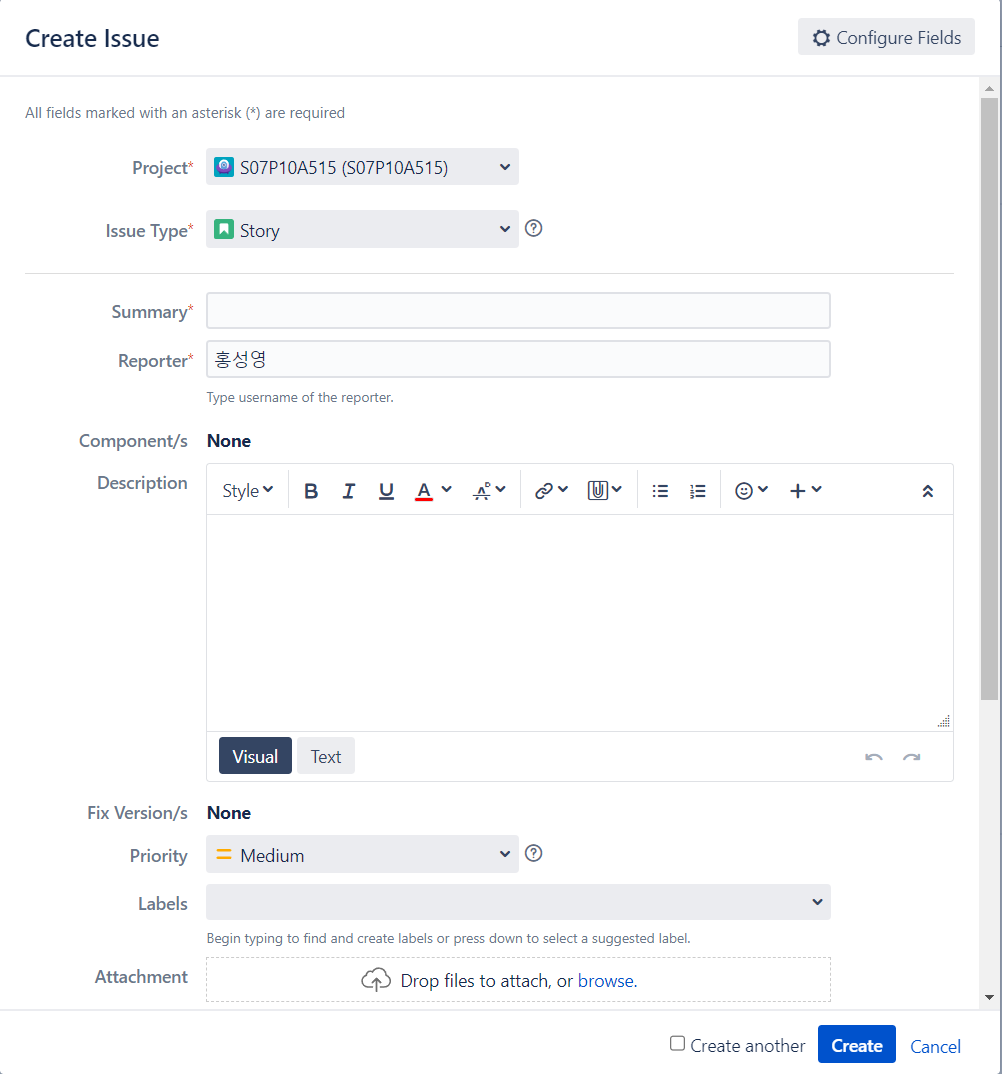 Create Issue
Configure Fields
All fields marked with an asterisk (*) are required
Project*
S07P10A515 (S07P10A515)
Issue Type*
Story
Summary*
Reporter*
홍성영
Type username of the reporter.
Component/s
None
Description
Style
Visual
Text
Fix Version/s
None
Priority
Medium
Labels
Begin typing to find and create labels or press down to select a suggested label.
Attachment
Drop files to attach, or browse.
Create another
Create
Cancel